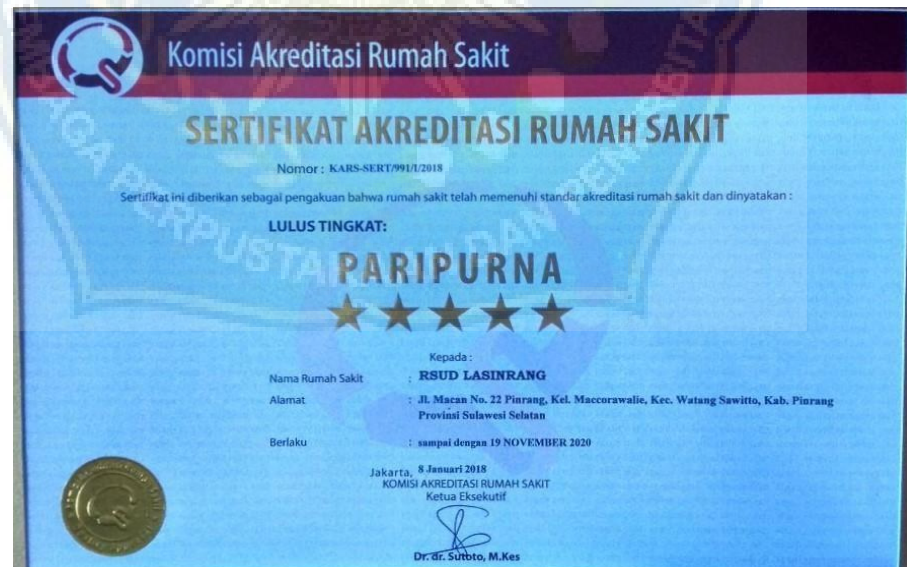 Komisi Akreditasi Rumah Sakit
SERTIFIKAT AKREDITASI RUMAH SAKIT
Nomor : KARS-SERT/991/I/2018
Sertifikat ini diberikan sebagai pengakuan bahwa rumah sakit telah memenuhi standar akreditasi rumah sakit dan dinyatakan :
LULUS TINGKAT:
PARIPURNA
Kepada :
Nama Rumah Sakit : RSUD LASINRANG
Alamat : Jl. Macan No. 22 Pinrang, Kel. Maccorawalie, Kec. Watang Sawitto, Kab. Pinrang
Provinsi Sulawesi Selatan
Berlaku : sampai dengan 19 NOVEMBER 2020
Jakarta, 8 Januari 2018
KOMISI AKREDITASI RUMAH SAKIT
Ketua Eksekutif
Dr. dr. Sutoto, M.Kes